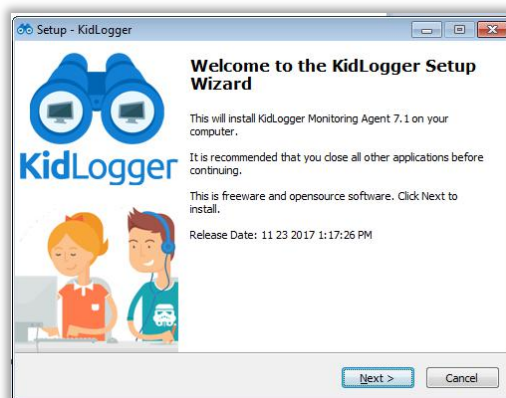 Setup - KidLogger
Welcome to the KidLogger Setup
Wizard
This will install KidLogger Monitoring Agent 7.1 on your
computer.
It is recommended that you close all other applications before
continuing.
This is freeware and opensource software. Click Next to
install.
Release Date: 11 23 2017 1:17:26 PM
KidLogger
Next >
Cancel